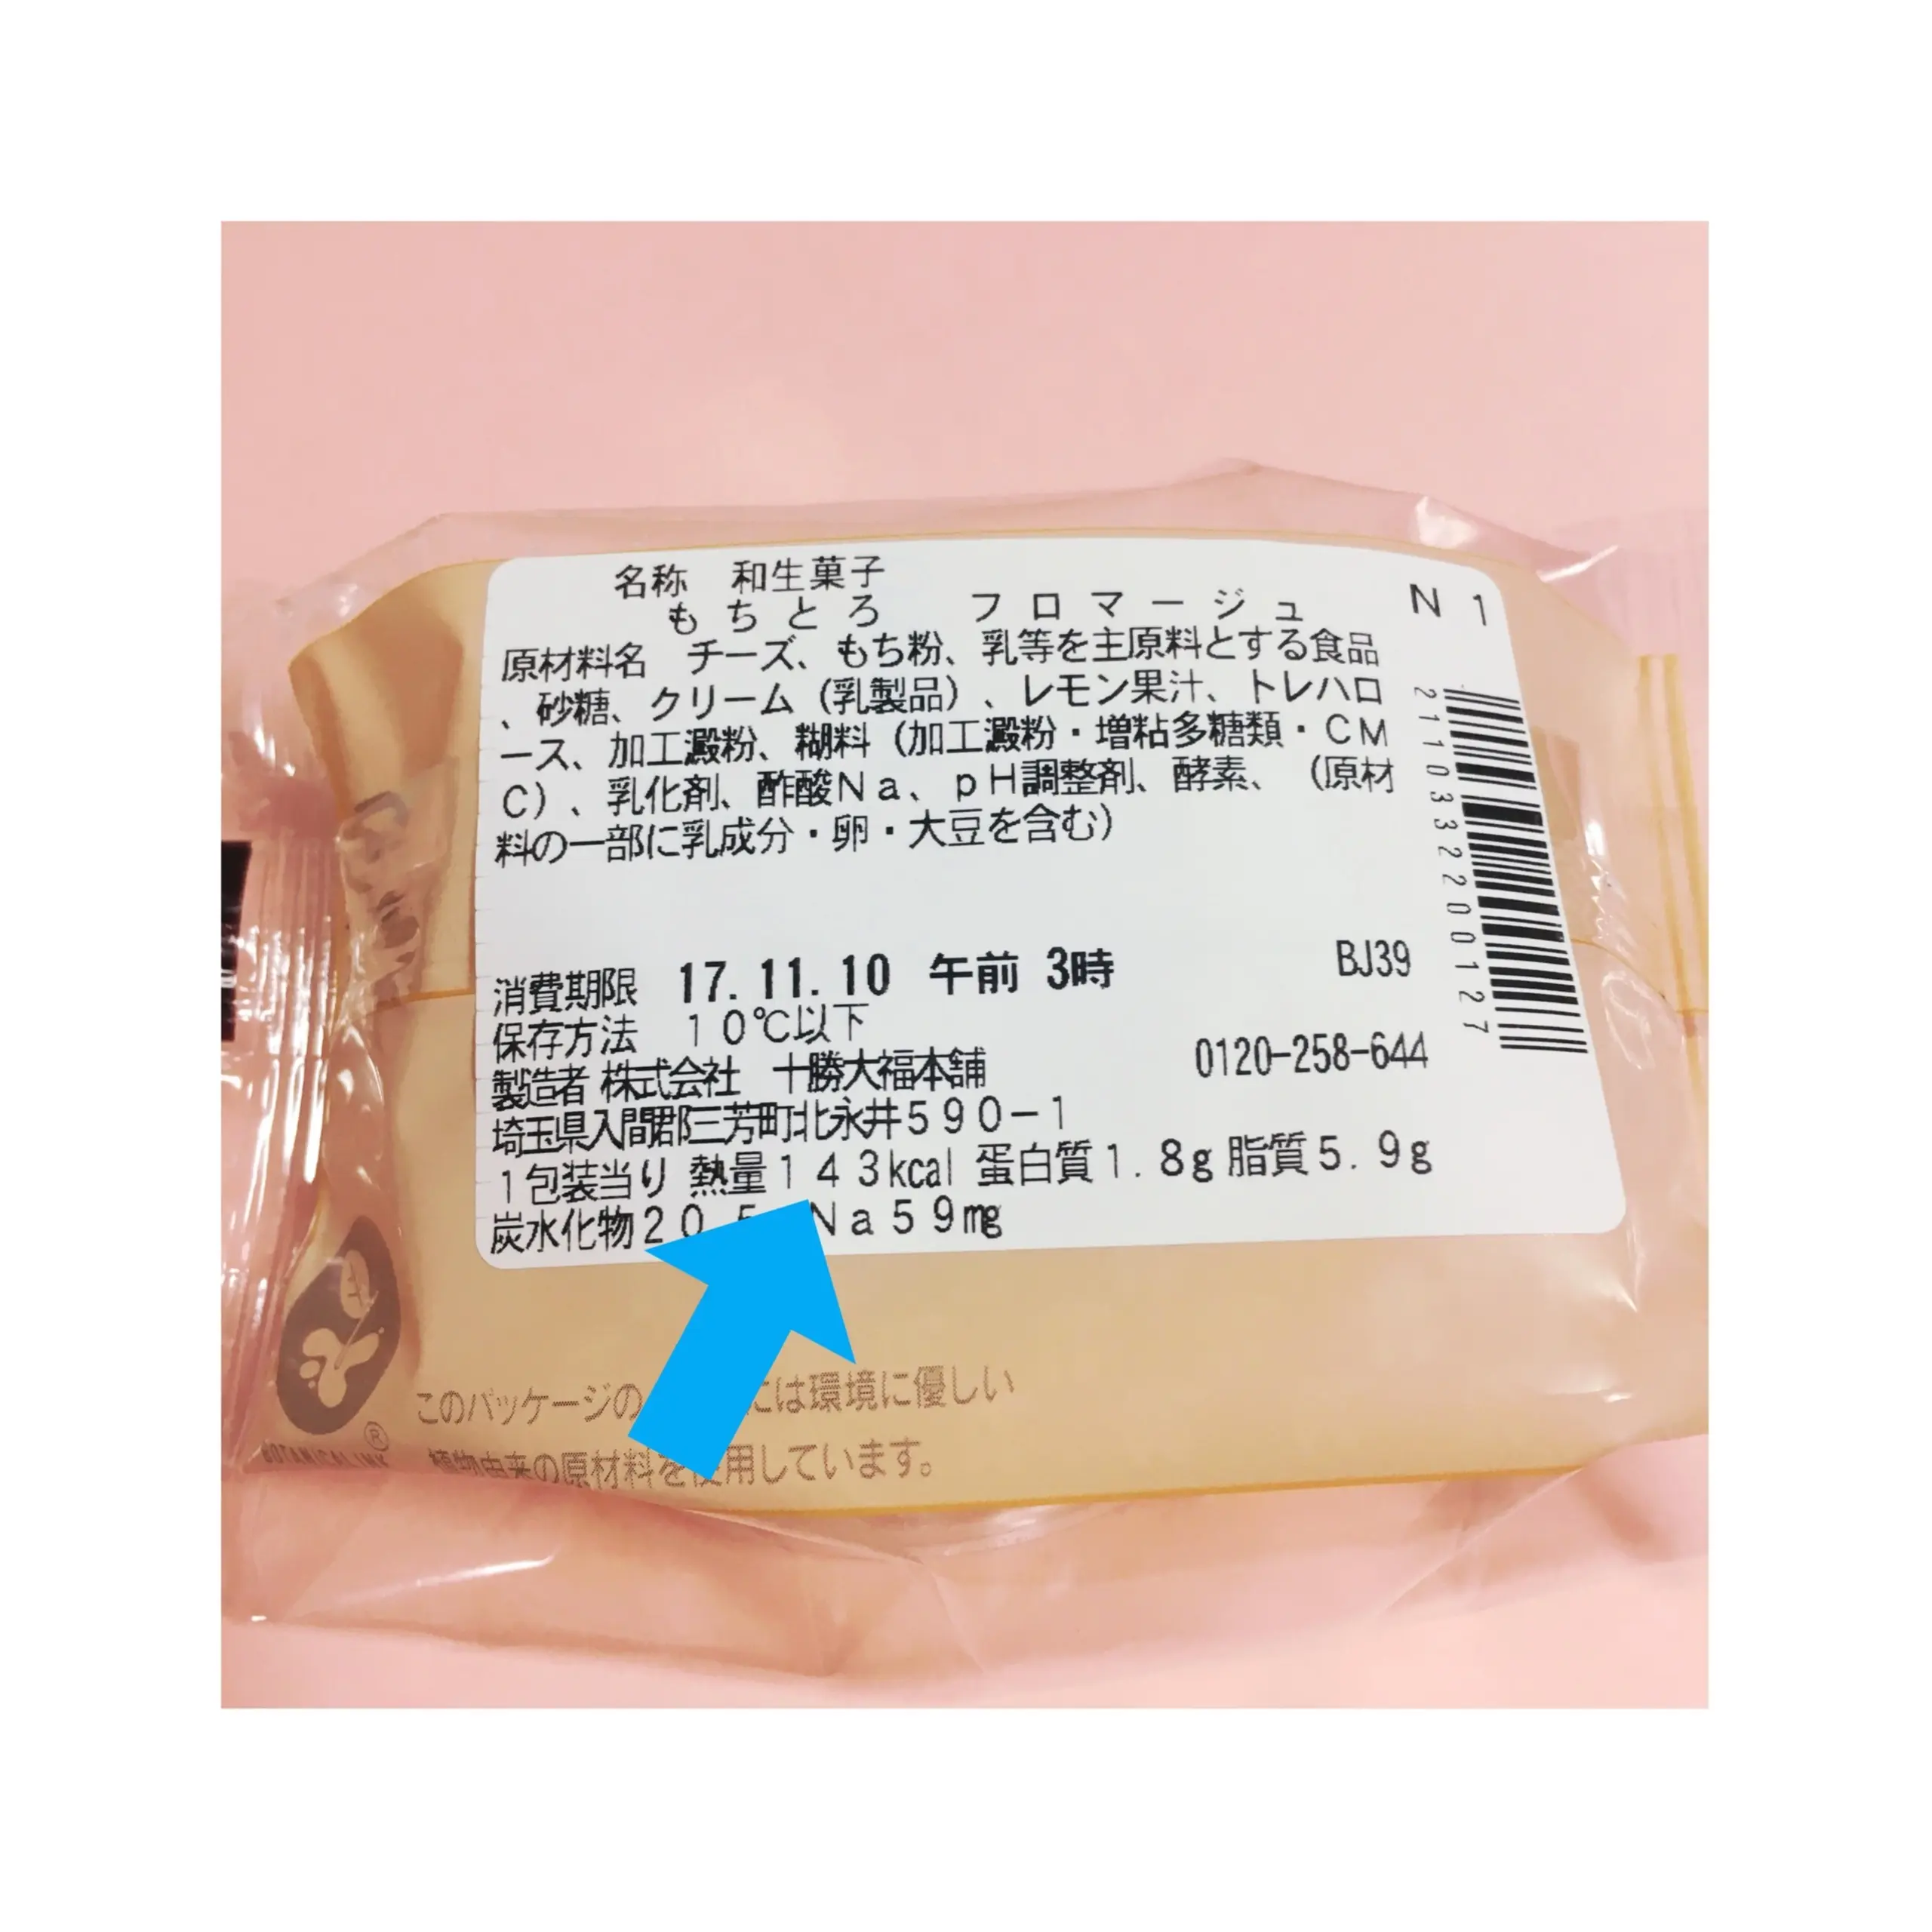 名称 和生菓子
もちとろ フロマージュ N1
原材料名 チーズ、もち粉、乳等を主原料とする食品
、砂糖、クリーム（乳製品）、レモン果汁、トレハロ
ース、加工澱粉、糊料（加工澱粉・増粘多糖類・CM
C）、乳化剤、酢酸Na、pH調整剤、酵素、（原材
料の一部に乳成分・卵・大豆を含む）
2110332200127
消費期限 17.11.10 午前 3時 BJ39
保存方法 10℃以下
製造者 株式会社 十勝大福本舗 0120-258-644
埼玉県入間郡三芳町北永井590-1
1包装当り 熱量143kcal 蛋白質1.8g 脂質5.9g
炭水化物20.5 Na59mg
このパッケージの には環境に優しい
植物由来の原材料を使用しています。
BOTANICAL INK